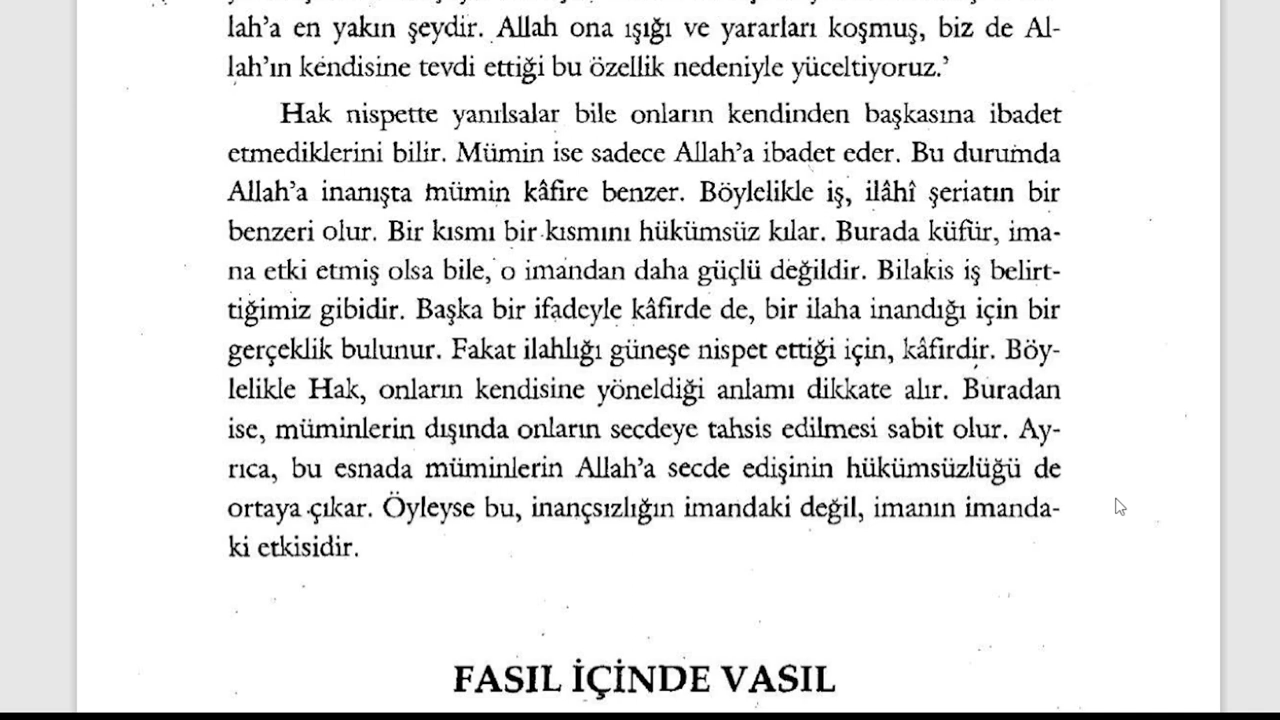 lah'a en yakın şeydir. Allah ona ışığı ve yararları koşmuş, biz de Al-
lah'ın kendisine tevdi ettiği bu özellik nedeniyle yüceltiyoruz.'
Hak nispette yanılsalar bile onların kendinden başkasına ibadet
etmediklerini bilir. Mümin ise sadece Allah'a ibadet eder. Bu durumda
Allah'a inanışta mümin kâfire benzer. Böylelikle iş, ilâhî şeriatın bir
benzeri olur. Bir kısmı bir kısmını hükümsüz kılar. Burada küfür, ima-
na etki etmiş olsa bile, o imandan daha güçlü değildir. Bilakis iş belirt-
tiğimiz gibidir. Başka bir ifadeyle kâfirde de, bir ilaha inandığı için bir
gerçeklik bulunur. Fakat ilahlığı güneşe nispet ettiği için, kâfirdir. Böy-
lelikle Hak, onların kendisine yöneldiği anlamı dikkate alır. Buradan
ise, müminlerin dışında onların secdeye tahsis edilmesi sabit olur. Ay-
rıca, bu esnada müminlerin Allah'a secde edişinin hükümsüzlüğü de
ortaya çıkar. Öyleyse bu, inançsızlığın imandaki değil, imanın imanda-
ki etkisidir.
FASIL İÇİNDE VASIL